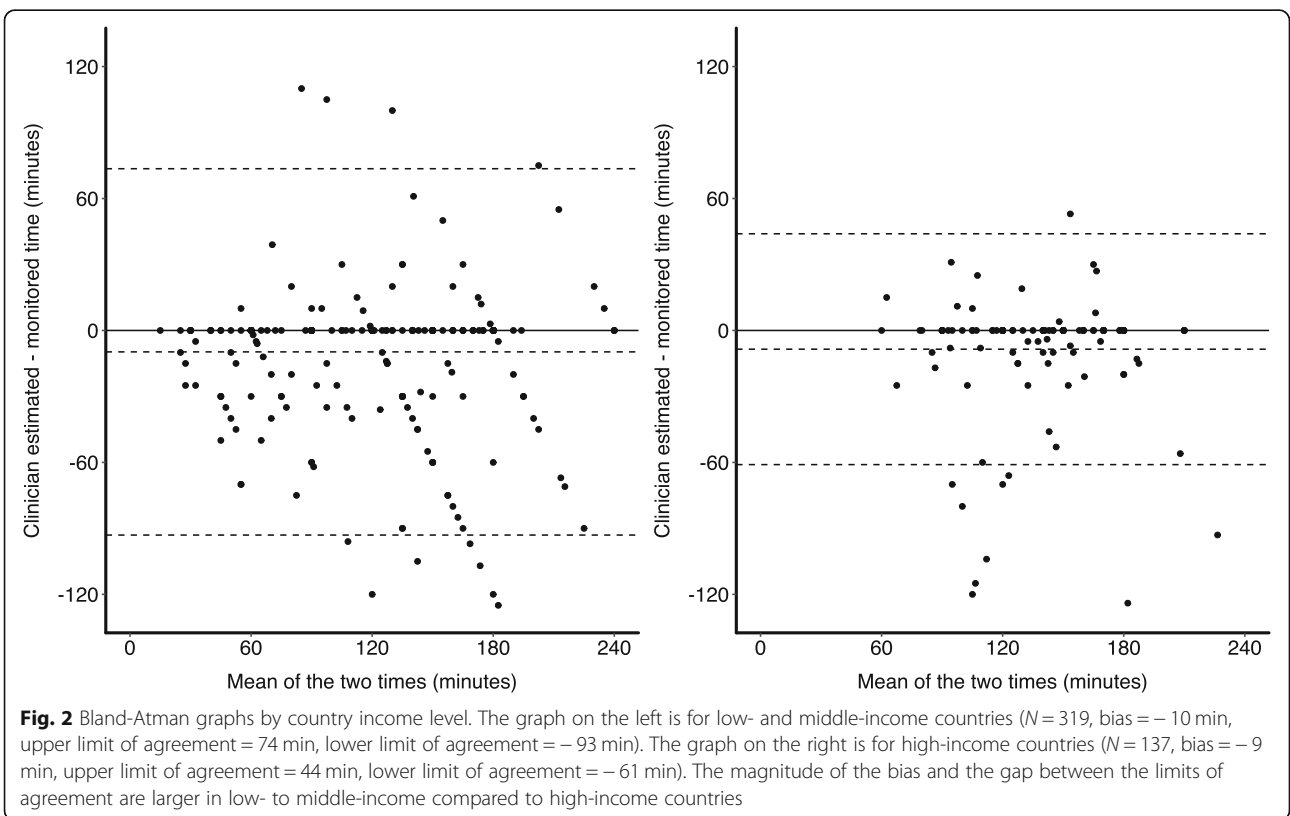 120
60
0
-60
-120
Clinician estimated - monitored time (minutes)
0 60 120 180 240
Mean of the two times (minutes)
120
60
0
-60
-120
Clinician estimated - monitored time (minutes)
0 60 120 180 240
Mean of the two times (minutes)
Fig. 2 Bland-Atman graphs by country income level. The graph on the left is for low- and middle-income countries (N = 319, bias = − 10 min,
upper limit of agreement = 74 min, lower limit of agreement = − 93 min). The graph on the right is for high-income countries (N = 137, bias = − 9
min, upper limit of agreement = 44 min, lower limit of agreement = − 61 min). The magnitude of the bias and the gap between the limits of
agreement are larger in low- to middle-income compared to high-income countries